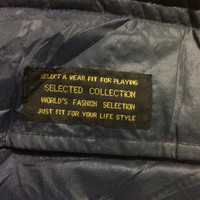 SELECT A WEAR FIT FOR PLAYING
SELECTED COLLECTION
WORLD'S FASHION SELECTION
JUST FIT FOR YOUR LIFE STYLE